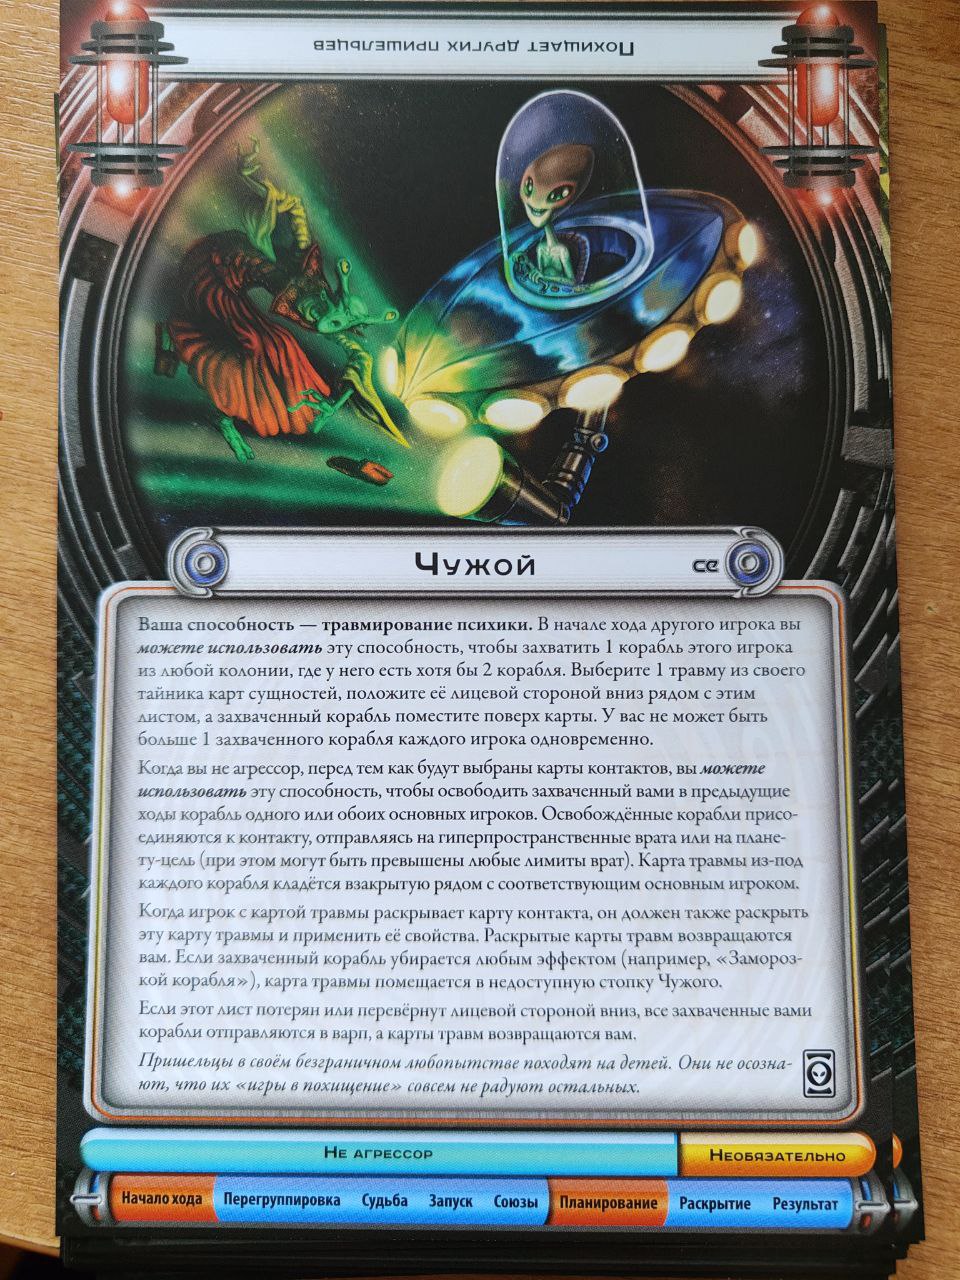 Похищает других пришельцев
Чужой
ce
Ваша способность — травмирование психики. В начале хода другого игрока вы
можете использовать эту способность, чтобы захватить 1 корабль этого игрока
из любой колонии, где у него есть хотя бы 2 корабля. Выберите 1 травму из своего
тайника карт сущностей, положите её лицевой стороной вниз рядом с этим
листом, а захваченный корабль поместите поверх карты. У вас не может быть
больше 1 захваченного корабля каждого игрока одновременно.
Когда вы не агрессор, перед тем как будут выбраны карты контактов, вы можете
использовать эту способность, чтобы освободить захваченный вами в предыдущие
ходы корабль одного или обоих основных игроков. Освобождённые корабли присо-
единяются к контакту, отправляясь на гиперпространственные врата или на плане-
ту-цель (при этом могут быть превышены любые лимиты врат). Карта травмы из-под
каждого корабля кладётся взакрытую рядом с соответствующим основным игроком.
Когда игрок с картой травмы раскрывает карту контакта, он должен также раскрыть
эту карту травмы и применить её свойства. Раскрытые карты травм возвращаются
вам. Если захваченный корабль убирается любым эффектом (например, «Замороз-
кой корабля»), карта травмы помещается в недоступную стопку Чужого.
Если этот лист потерян или перевёрнут лицевой стороной вниз, все захваченные вами
корабли отправляются в варп, а карты травм возвращаются вам.
Пришельцы в своём безграничном любопытстве походят на детей. Они не осозна-
ют, что их «игры в похищение» совсем не радуют остальных.
Не агрессор
Необязательно
Начало хода Перегруппировка Судьба Запуск Союзы Планирование Раскрытие Результат